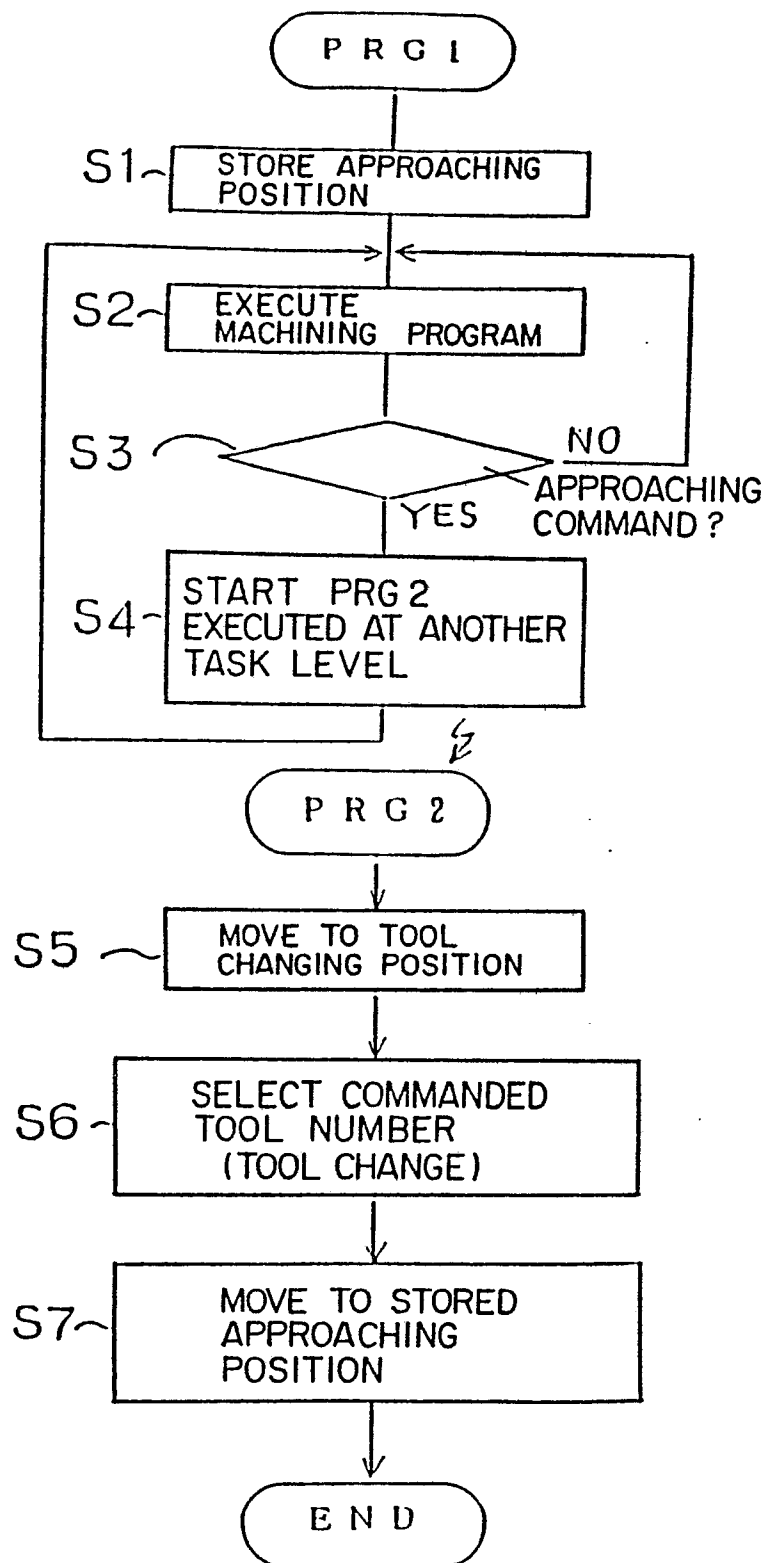 PRG1
S1
STORE APPROACHING
POSITION
S2
EXECUTE
MACHINING PROGRAM
S3
NO
APPROACHING
COMMAND?
YES
S4
START PRG2
EXECUTED AT ANOTHER
TASK LEVEL
PRG2
S5
MOVE TO TOOL
CHANGING POSITION
S6
SELECT COMMANDED
TOOL NUMBER
(TOOL CHANGE)
S7
MOVE TO STORED
APPROACHING
POSITION
END